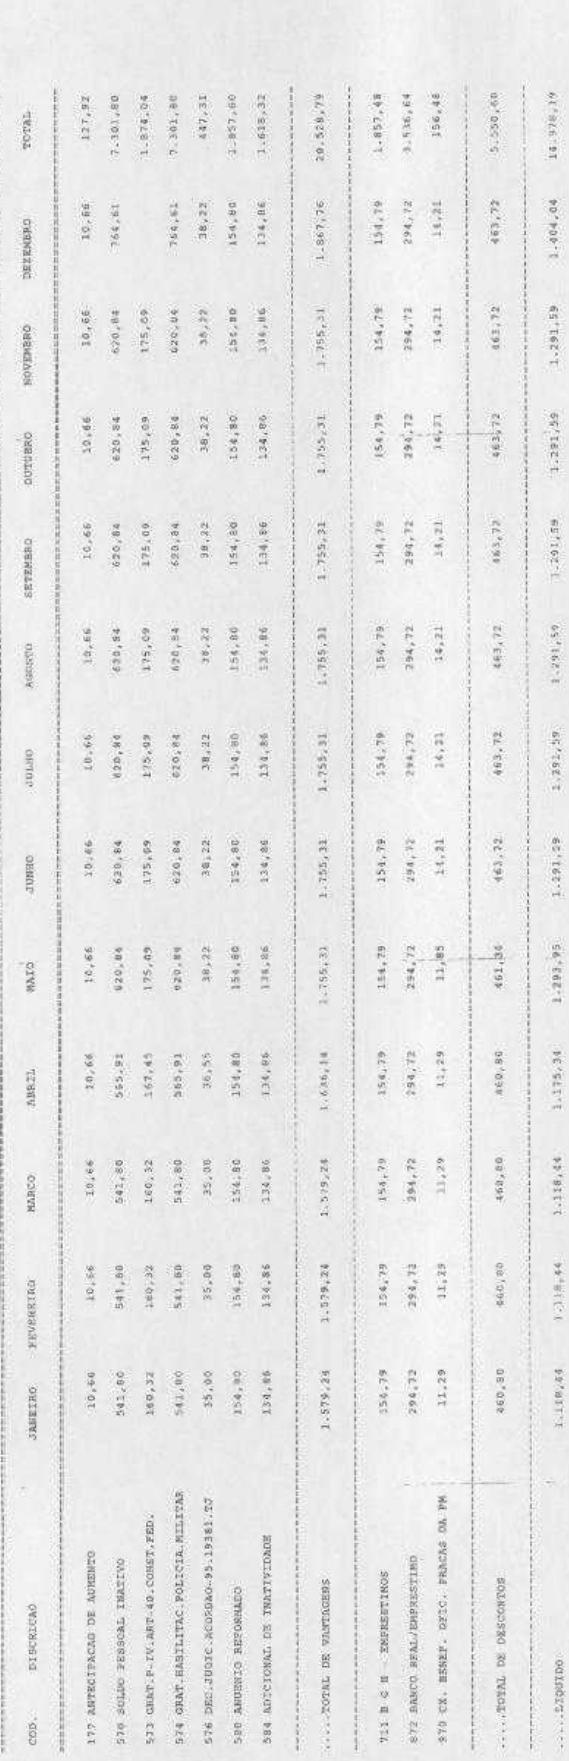 COD. DISCRICAO JANEIRO FEVEREIRO MARCO ABRIL MAIO JUNHO JULHO AGOSTO SETEMBRO OUTUBRO NOVEMBRO DEZEMBRO TOTAL
177 ANTECIPACAO DE AUMENTO 10,66 10,66 10,66 10,66 10,66 10,66 10,66 10,66 10,66 10,66 10,66 10,66 127,92
570 SOLDO PESSOAL INATIVO 541,80 541,80 541,80 565,91 620,84 620,84 620,84 620,84 620,84 620,84 620,84 764,61 7.301,80
573 GRAT.P-IV.ART-40.CONST.FED. 160,32 160,32 160,32 167,45 175,09 175,09 175,09 175,09 175,09 175,09 175,09 1.874,04
574 GRAT.HABILITAC.POLICIA.MILITAR 541,80 541,80 541,80 565,91 620,84 620,84 620,84 620,84 620,84 620,84 620,84 764,61 7.301,80
576 DEC.JUDIC.ACORDAO-95.19381.TJ 35,00 35,00 35,00 36,55 38,22 38,22 38,22 38,22 38,22 38,22 38,22 38,22 447,31
580 ABUENIO REFORMADO 154,80 154,80 154,80 154,80 154,80 154,80 154,80 154,80 154,80 154,80 154,80 154,80 1.857,60
584 ADICIONAL DE INATIVIDADE 134,86 134,86 134,86 134,86 134,86 134,86 134,86 134,86 134,86 134,86 134,86 134,86 1.618,32
.....TOTAL DE VANTAGENS 1.579,24 1.579,24 1.579,24 1.636,14 1.755,31 1.755,31 1.755,31 1.755,31 1.755,31 1.755,31 1.755,31 1.867,76 20.528,79
711 B C N EMPRESTIMOS 154,79 154,79 154,79 154,79 154,79 154,79 154,79 154,79 154,79 154,79 154,79 154,79 1.857,48
872 BANCO REAL/EMPRESTIMO 294,72 294,72 294,72 294,72 294,72 294,72 294,72 294,72 294,72 294,72 294,72 294,72 3.536,64
970 CX. BENEF. OFIC. PRACAS DA PM 11,29 11,29 11,29 11,29 11,85 14,21 14,21 14,21 14,21 14,21 14,21 14,21 156,48
.....TOTAL DE DESCONTOS 460,80 460,80 460,80 460,80 461,36 463,72 463,72 463,72 463,72 463,72 463,72 463,72 5.550,60
.....LIQUIDO 1.118,44 1.118,44 1.118,44 1.175,34 1.293,95 1.291,59 1.291,59 1.291,59 1.291,59 1.291,59 1.291,59 1.404,04 14.978,19